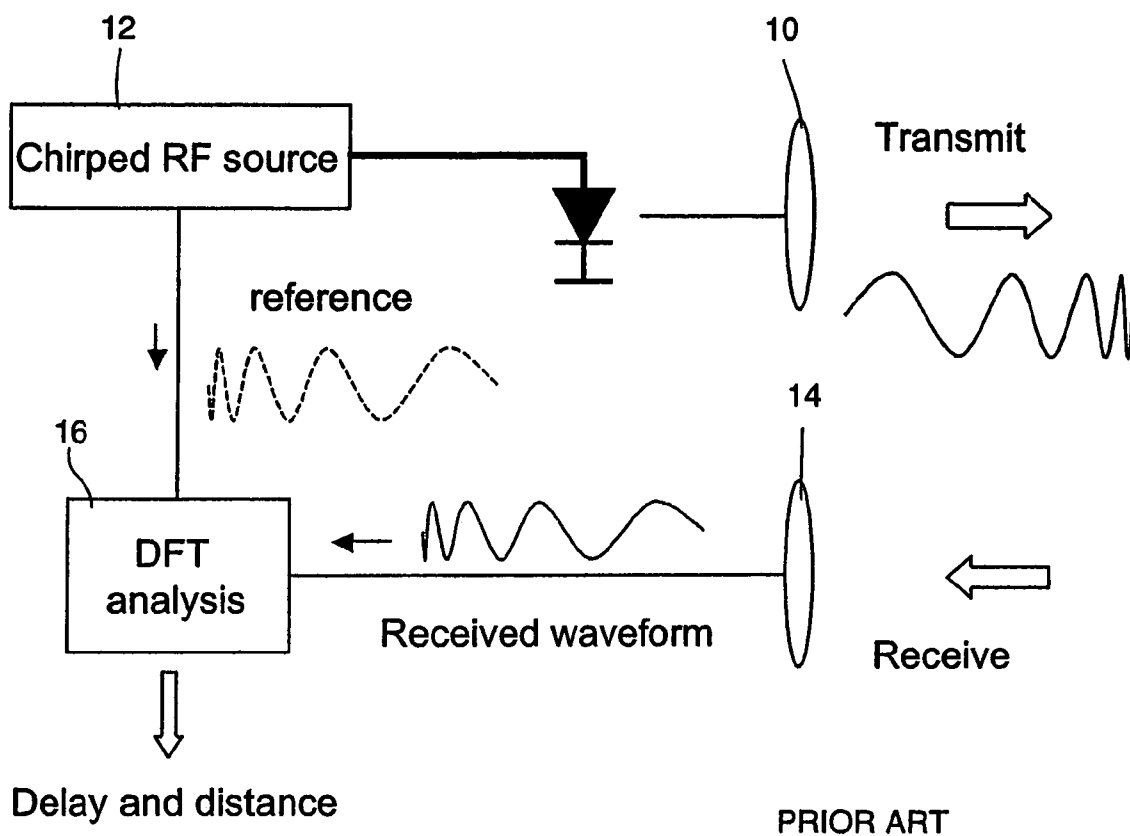 12
10
Chirped RF source
Transmit
reference
14
16
DFT
analysis
Received waveform
Receive
Delay and distance
PRIOR ART